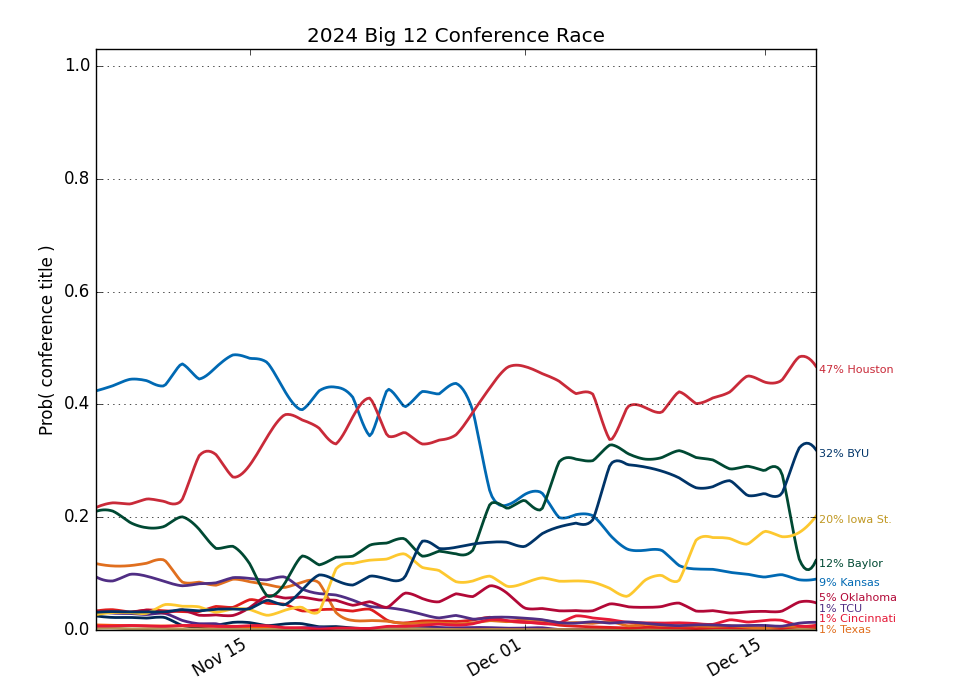 2024 Big 12 Conference Race
Prob( conference title )
1.0
0.8
0.6
0.4
0.2
0.0
Nov 15
Dec 01
Dec 15
47% Houston
32% BYU
20% Iowa St.
12% Baylor
9% Kansas
5% Oklahoma
1% TCU
1% Cincinnati
1% Texas